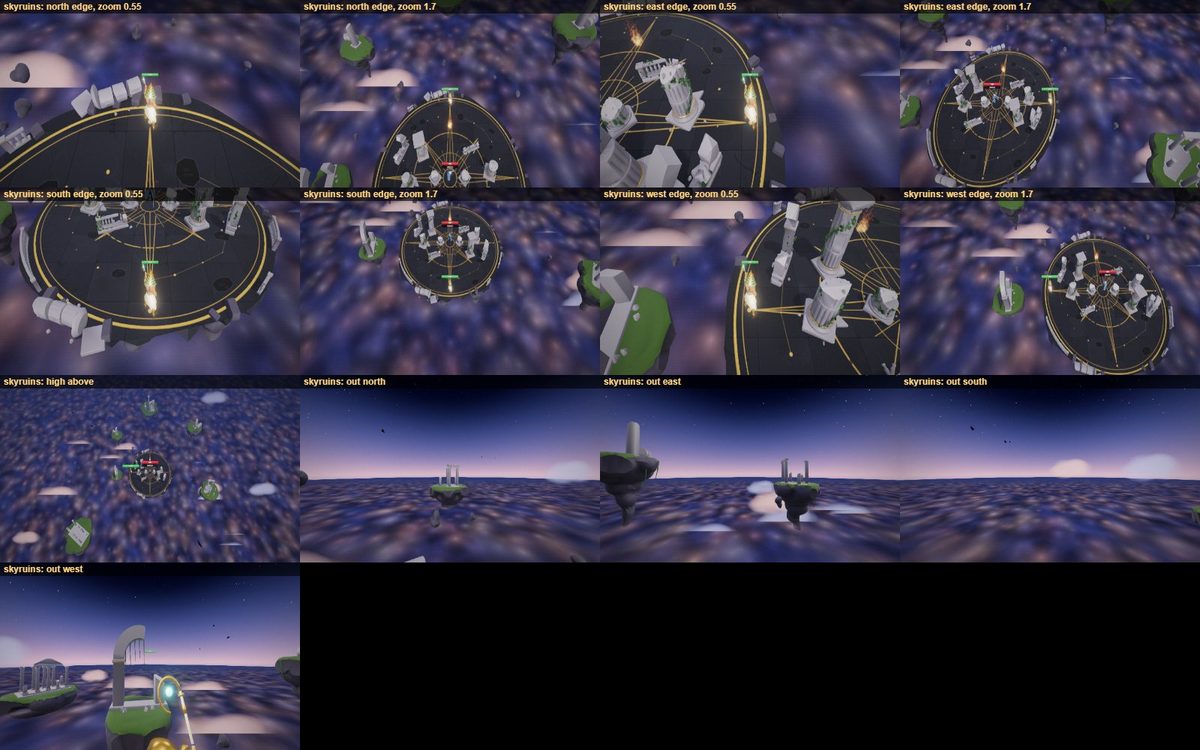 skyruins: north edge, zoom 0.55
skyruins: north edge, zoom 1.7
skyruins: east edge, zoom 0.55
skyruins: east edge, zoom 1.7
skyruins: south edge, zoom 0.55
skyruins: south edge, zoom 1.7
skyruins: west edge, zoom 0.55
skyruins: west edge, zoom 1.7
skyruins: high above
skyruins: out north
skyruins: out east
skyruins: out south
skyruins: out west